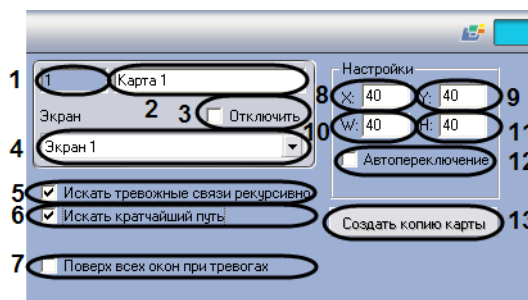 Настройки
1 1 Карта 1 8 X: 40 Y: 40 9
Экран 2 3 Отключить 10 W: 40 H: 40 11
4 Экран 1 Автопереключение 12
5 Искать тревожные связи рекурсивно
6 Искать кратчайший путь Создать копию карты 13
7 Поверх всех окон при тревогах